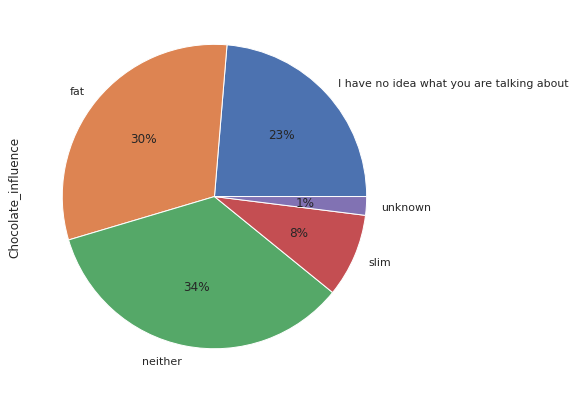 I have no idea what you are talking about
fat
23%
30%
Chocolate_influence
1%
unknown
8%
slim
34%
neither